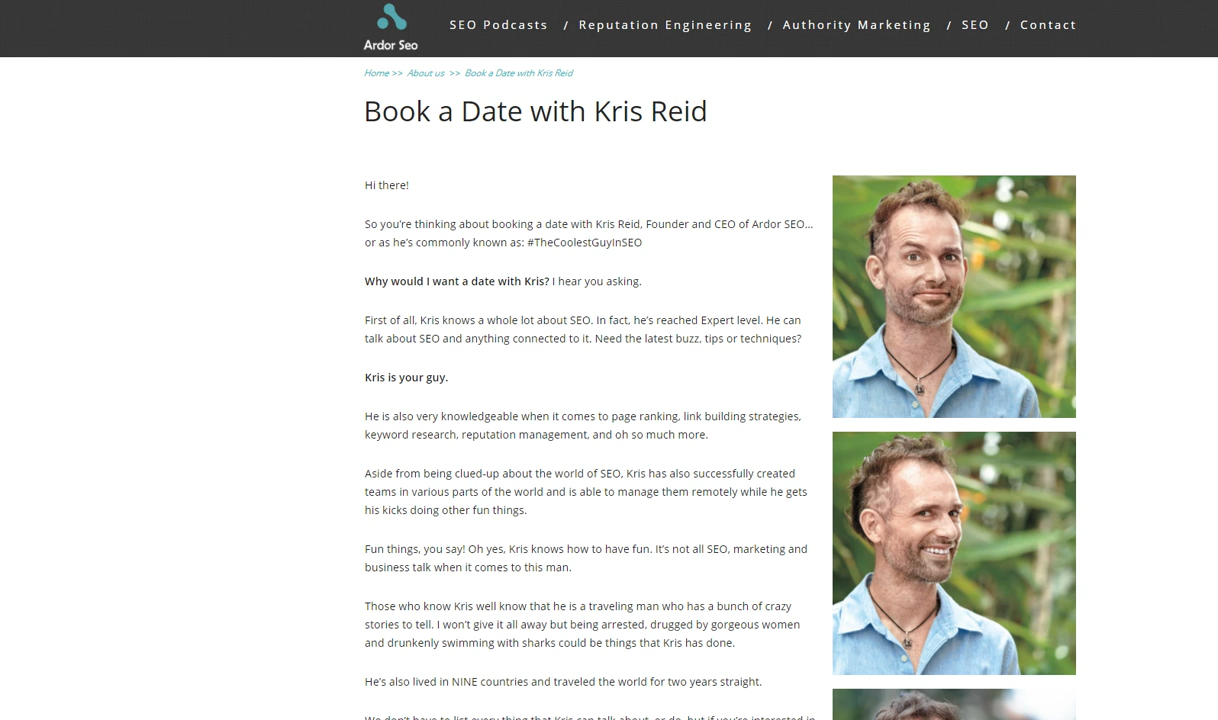 Ardor Seo
SEO Podcasts / Reputation Engineering / Authority Marketing / SEO / Contact
Home >> About us >> Book a Date with Kris Reid
Book a Date with Kris Reid
Hi there!
So you’re thinking about booking a date with Kris Reid, Founder and CEO of Ardor SEO…
or as he’s commonly known as: #TheCoolestGuyInSEO
Why would I want a date with Kris? I hear you asking.
First of all, Kris knows a whole lot about SEO. In fact, he’s reached Expert level. He can
talk about SEO and anything connected to it. Need the latest buzz, tips or techniques?
Kris is your guy.
He is also very knowledgeable when it comes to page ranking, link building strategies,
keyword research, reputation management, and oh so much more.
Aside from being clued-up about the world of SEO, Kris has also successfully created
teams in various parts of the world and is able to manage them remotely while he gets
his kicks doing other fun things.
Fun things, you say! Oh yes, Kris knows how to have fun. It’s not all SEO, marketing and
business talk when it comes to this man.
Those who know Kris well know that he is a traveling man who has a bunch of crazy
stories to tell. I won’t give it all away but being arrested, drugged by gorgeous women
and drunkenly swimming with sharks could be things that Kris has done.
He’s also lived in NINE countries and traveled the world for two years straight.
We don’t have to list every thing that Kris can talk about, or do, but if you’re interested in